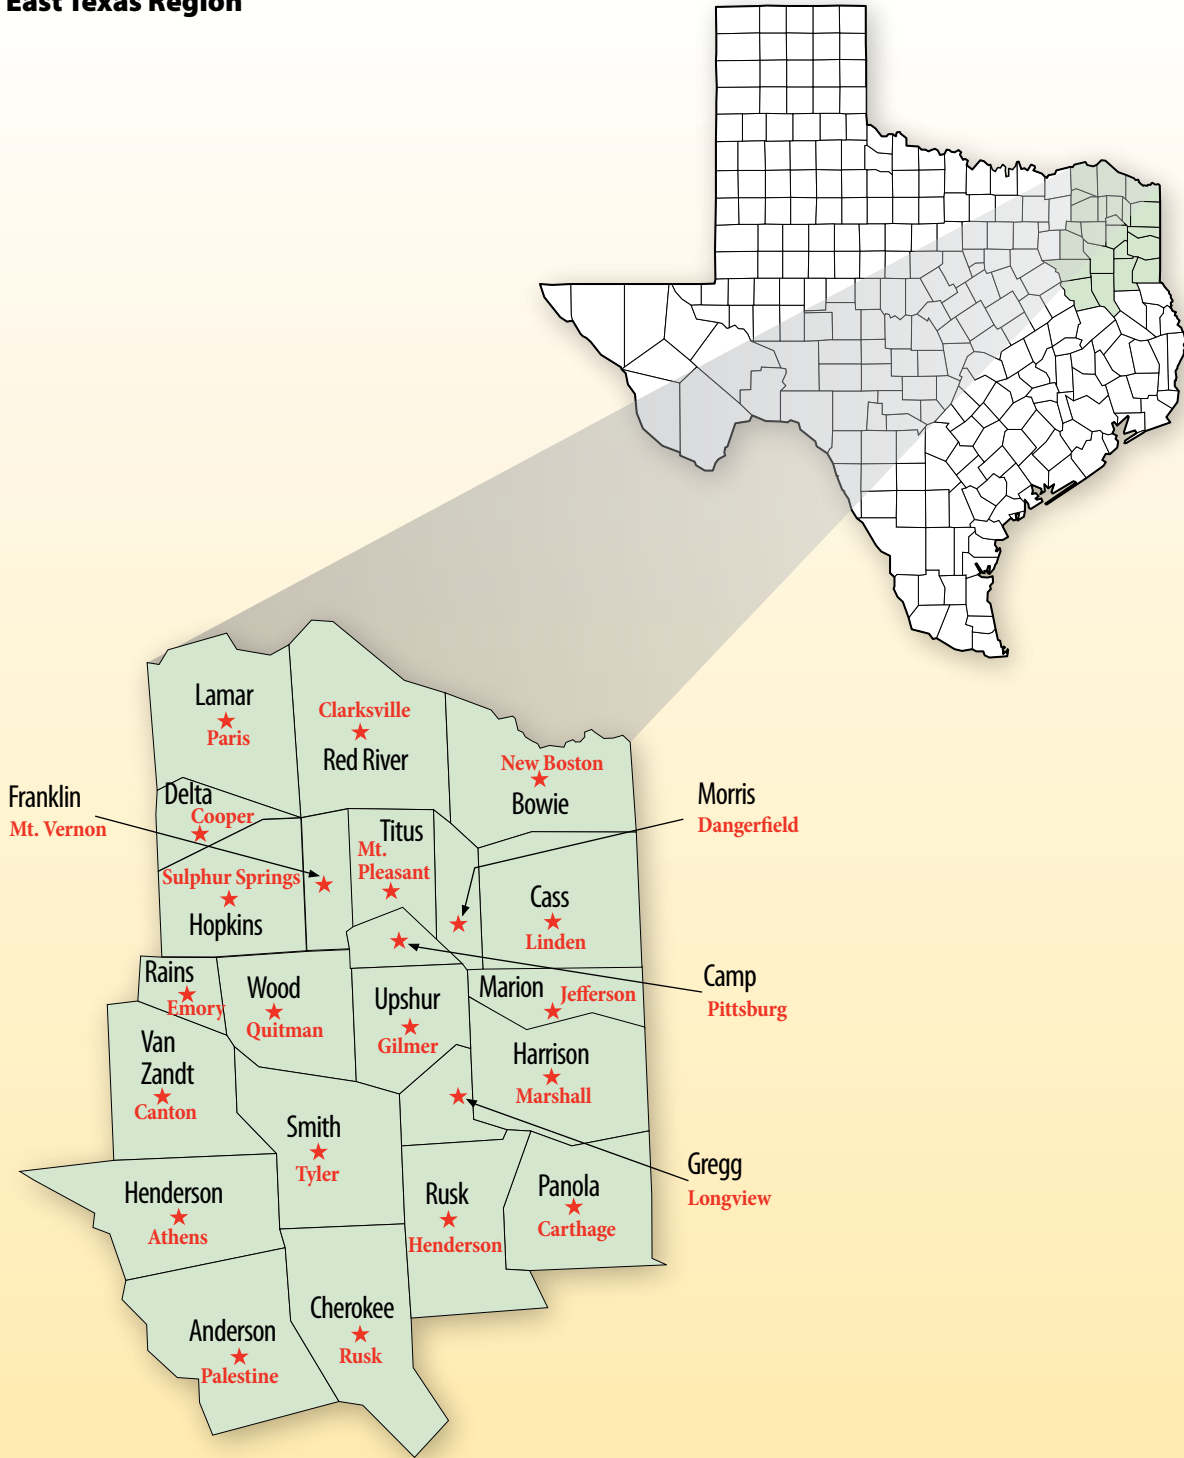 East Texas Region
Lamar
Paris
Clarksville
Red River
New Boston
Bowie
Franklin
Mt. Vernon
Delta
Cooper
Titus
Mt.
Pleasant
Morris
Dangerfield
Sulphur Springs
Hopkins
Cass
Linden
Rains
Emory
Wood
Quitman
Upshur
Gilmer
Marion
Jefferson
Camp
Pittsburg
Van
Zandt
Canton
Harrison
Marshall
Smith
Tyler
Gregg
Longview
Henderson
Athens
Rusk
Henderson
Panola
Carthage
Anderson
Palestine
Cherokee
Rusk